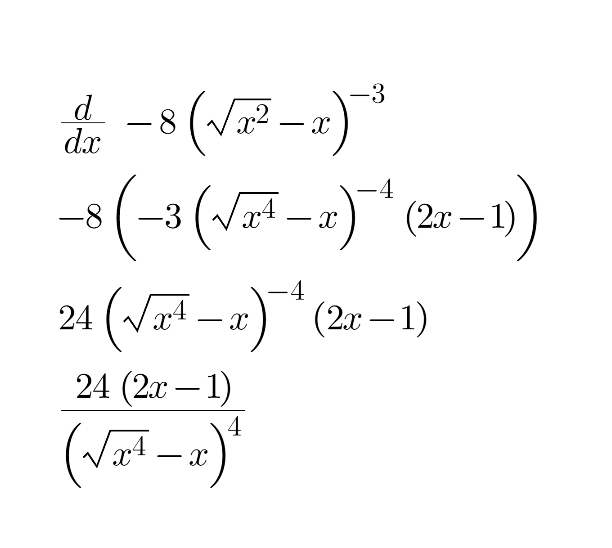 d/dx −8 (√x² − x)⁻³
−8 (−3 (√x⁴ − x)⁻⁴ (2x − 1))
24 (√x⁴ − x)⁻⁴ (2x − 1)
24 (2x − 1) / (√x⁴ − x)⁴